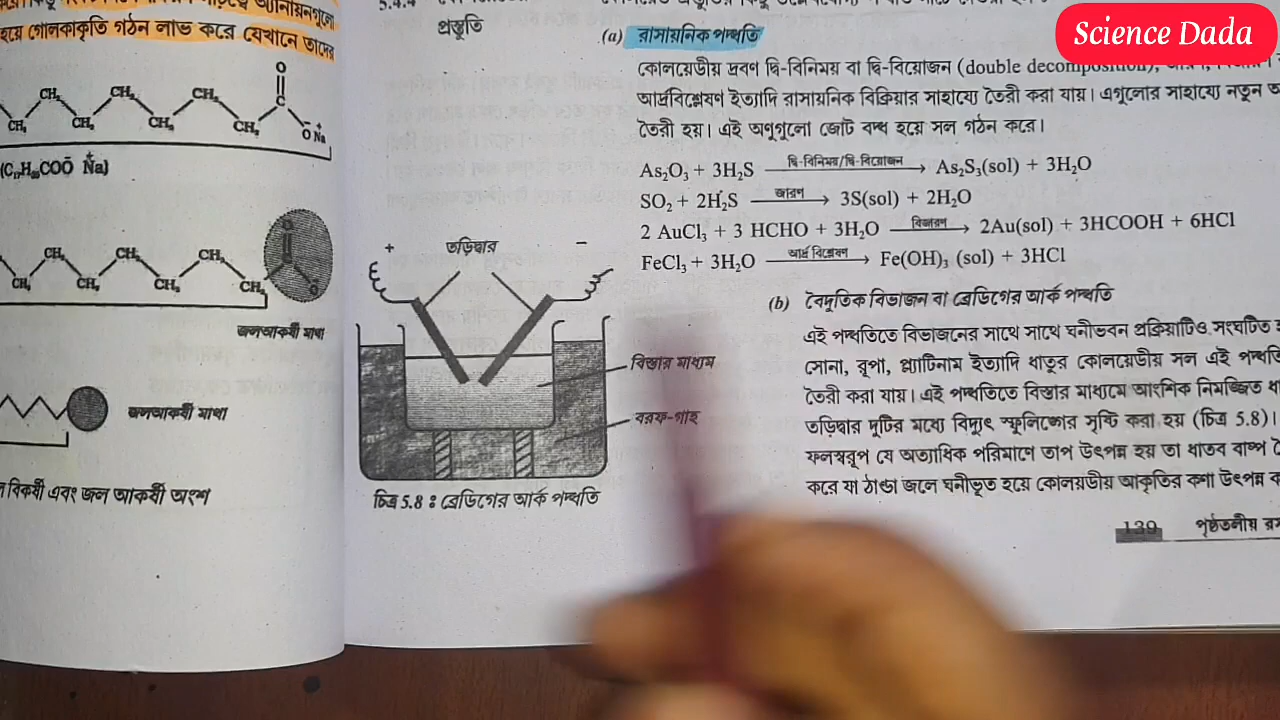 Science Dada
হয়ে গোলকাকৃতি গঠন লাভ করে যেখানে তাদের
CH₂ CH₂ CH₂ CH₂ CH₂ CH₂ CH₂ C O
O Na
জলআকর্ষী মাথা
জলআকর্ষী মাথা
বিকর্ষী এবং জল আকর্ষী অংশ
5.4.4
প্রস্তুতি
(a) রাসায়নিক পদ্ধতি
কোলয়েডীয় দ্রবণ দ্বি-বিনিময় বা দ্বি-বিয়োজন (double decomposition),
আর্দ্রবিশ্লেষণ ইত্যাদি রাসায়নিক বিক্রিয়ার সাহায্যে তৈরী করা যায়। এগুলোর সাহায্যে নতুন
তৈরী হয়। এই অণুগুলো জোট বদ্ধ হয়ে সল গঠন করে।
As₂O₃ + 3H₂S দ্বি-বিনিময়/দ্বি-বিয়োজন → As₂S₃(sol) + 3H₂O
SO₂ + 2H₂S জারণ → 3S(sol) + 2H₂O
2 AuCl₃ + 3 HCHO + 3H₂O বিজারণ → 2Au(sol) + 3HCOOH + 6HCl
FeCl₃ + 3H₂O আর্দ্র বিশ্লেষণ → Fe(OH)₃ (sol) + 3HCl
+ তড়িদ্বার −
বিস্তার মাধ্যম
বরফ-গাহ
চিত্র 5.8 : ব্রেডিগের আর্ক পদ্ধতি
(b) বৈদ্যুতিক বিভাজন বা ব্রেডিগের আর্ক পদ্ধতি
এই পদ্ধতিতে বিভাজনের সাথে সাথে ঘনীভবন প্রক্রিয়াটিও সংঘটিত
সোনা, রূপা, প্ল্যাটিনাম ইত্যাদি ধাতুর কোলয়েডীয় সল এই পদ্ধতি
তৈরী করা যায়। এই পদ্ধতিতে বিস্তার মাধ্যমে আংশিক নিমজ্জিত
তড়িদ্বার দুটির মধ্যে বিদ্যুৎ স্ফুলিঙ্গের সৃষ্টি করা হয় (চিত্র 5.8)।
ফলস্বরূপ যে অত্যাধিক পরিমাণে তাপ উৎপন্ন হয় তা ধাতব বাষ্প
করে যা ঠাণ্ডা জলে ঘনীভূত হয়ে কোলয়ডীয় আকৃতির কণা উৎপন্ন
139 পৃষ্ঠতলীয়